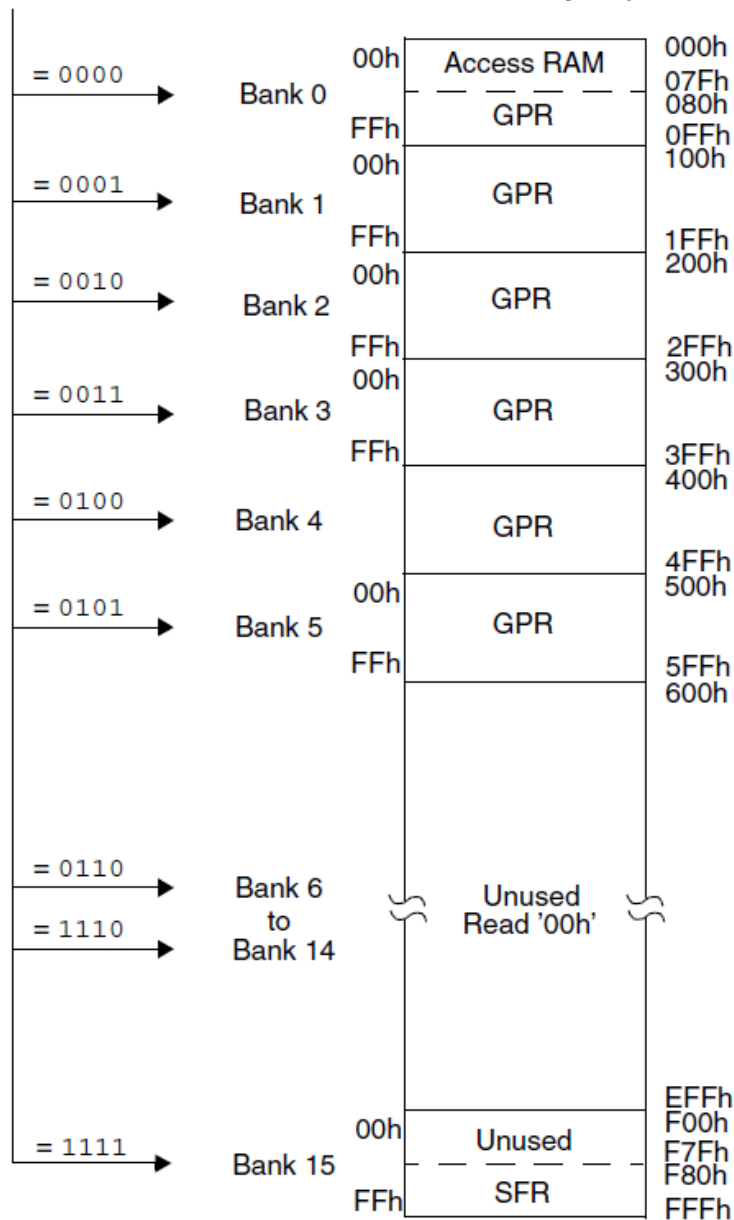 = 0000
Bank 0
00h
Access RAM
000h
07Fh
080h
FFh
GPR
0FFh
= 0001
Bank 1
00h
GPR
100h
FFh
1FFh
= 0010
Bank 2
00h
GPR
200h
FFh
2FFh
= 0011
Bank 3
00h
GPR
300h
FFh
3FFh
= 0100
Bank 4
GPR
400h
4FFh
= 0101
Bank 5
00h
GPR
500h
FFh
5FFh
600h
= 0110
Bank 6
to
= 1110
Bank 14
Unused
Read '00h'
EFFh
= 1111
Bank 15
00h
Unused
F00h
F7Fh
F80h
FFh
SFR
FFFh